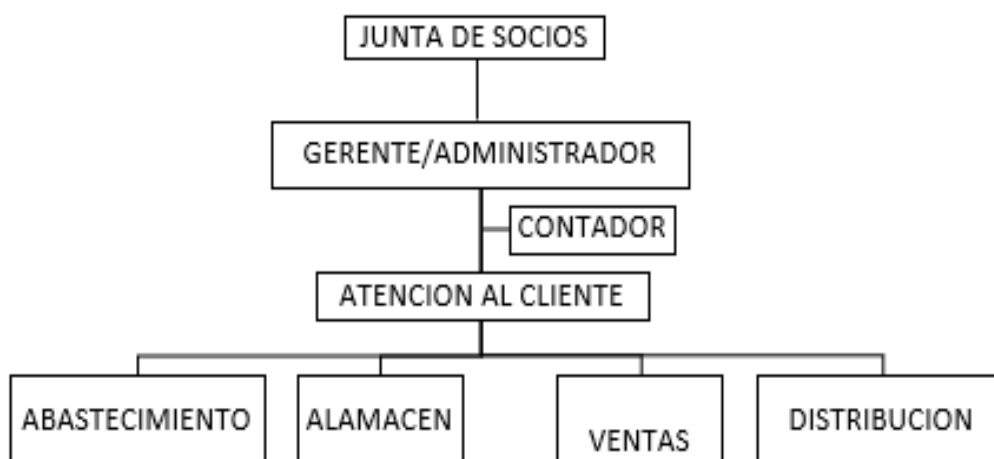 JUNTA DE SOCIOS
GERENTE/ADMINISTRADOR
CONTADOR
ATENCION AL CLIENTE
ABASTECIMIENTO
ALAMACEN
VENTAS
DISTRIBUCION